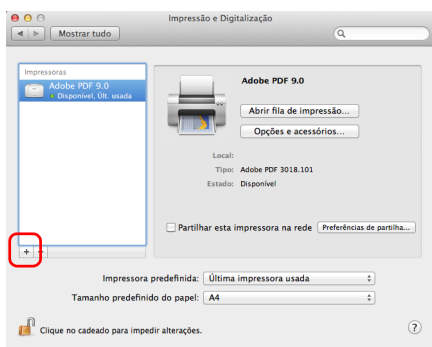 Impressão e Digitalização
Mostrar tudo
Impressoras
Adobe PDF 9.0
Disponível, Últ. usada
Adobe PDF 9.0
Abrir fila de impressão...
Opções e acessórios...
Local:
Tipo: Adobe PDF 3018.101
Estado: Disponível
Partilhar esta impressora na rede Preferências de partilha...
+ −
Impressora predefinida: Última impressora usada
Tamanho predefinido do papel: A4
Clique no cadeado para impedir alterações. ?